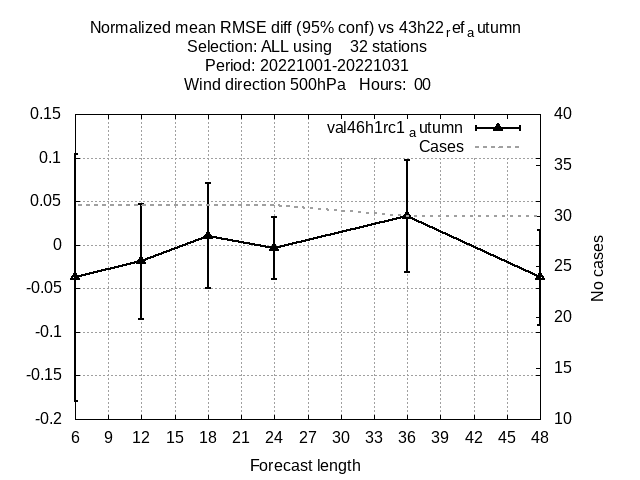 Normalized mean RMSE diff (95% conf) vs 43h22ref_autumn
Selection: ALL using 32 stations
Period: 20221001-20221031
Wind direction 500hPa Hours: 00
val46h1rc1autumn
Cases
0.15
0.1
0.05
0
-0.05
-0.1
-0.15
-0.2
40
35
30
25
20
15
10
No cases
6 9 12 15 18 21 24 27 30 33 36 39 42 45 48
Forecast length